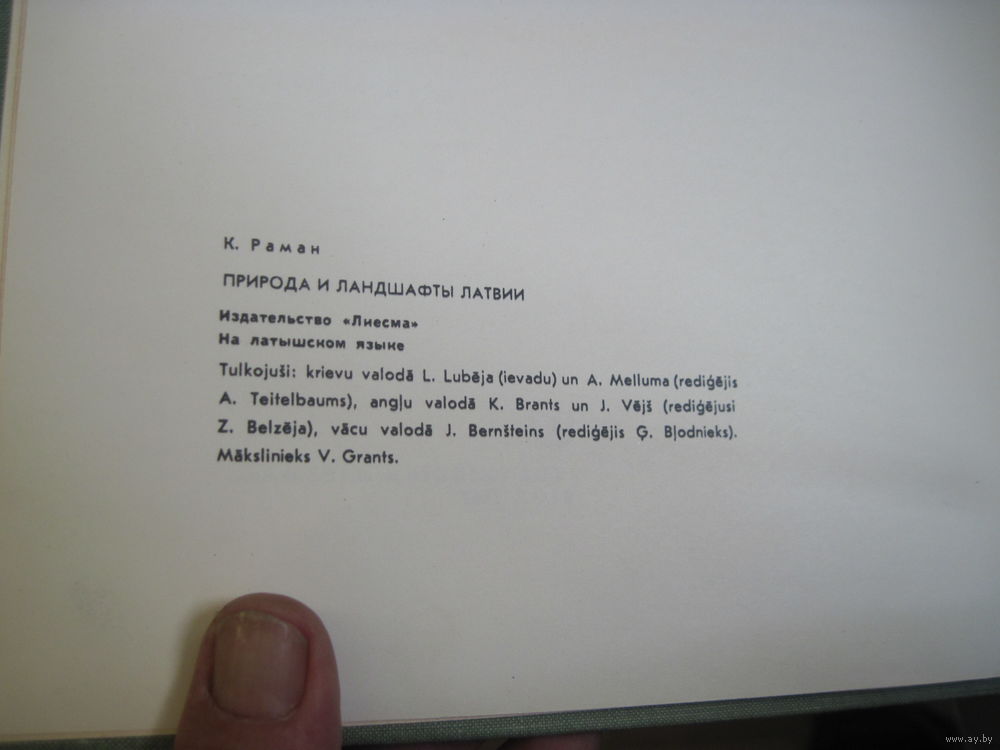 К. Раман
ПРИРОДА И ЛАНДШАФТЫ ЛАТВИИ
Издательство «Лиесма»
На латышском языке
Tulkojuši: krievu valodā L. Lubēja (ievadu) un A. Melluma (rediģējis
A. Teitelbaums), angļu valodā K. Brants un J. Vējš (rediģējusi
Z. Belzēja), vācu valodā J. Bernšteins (rediģējis Ģ. Bļodnieks).
Mākslinieks V. Grants.
www.ay.by